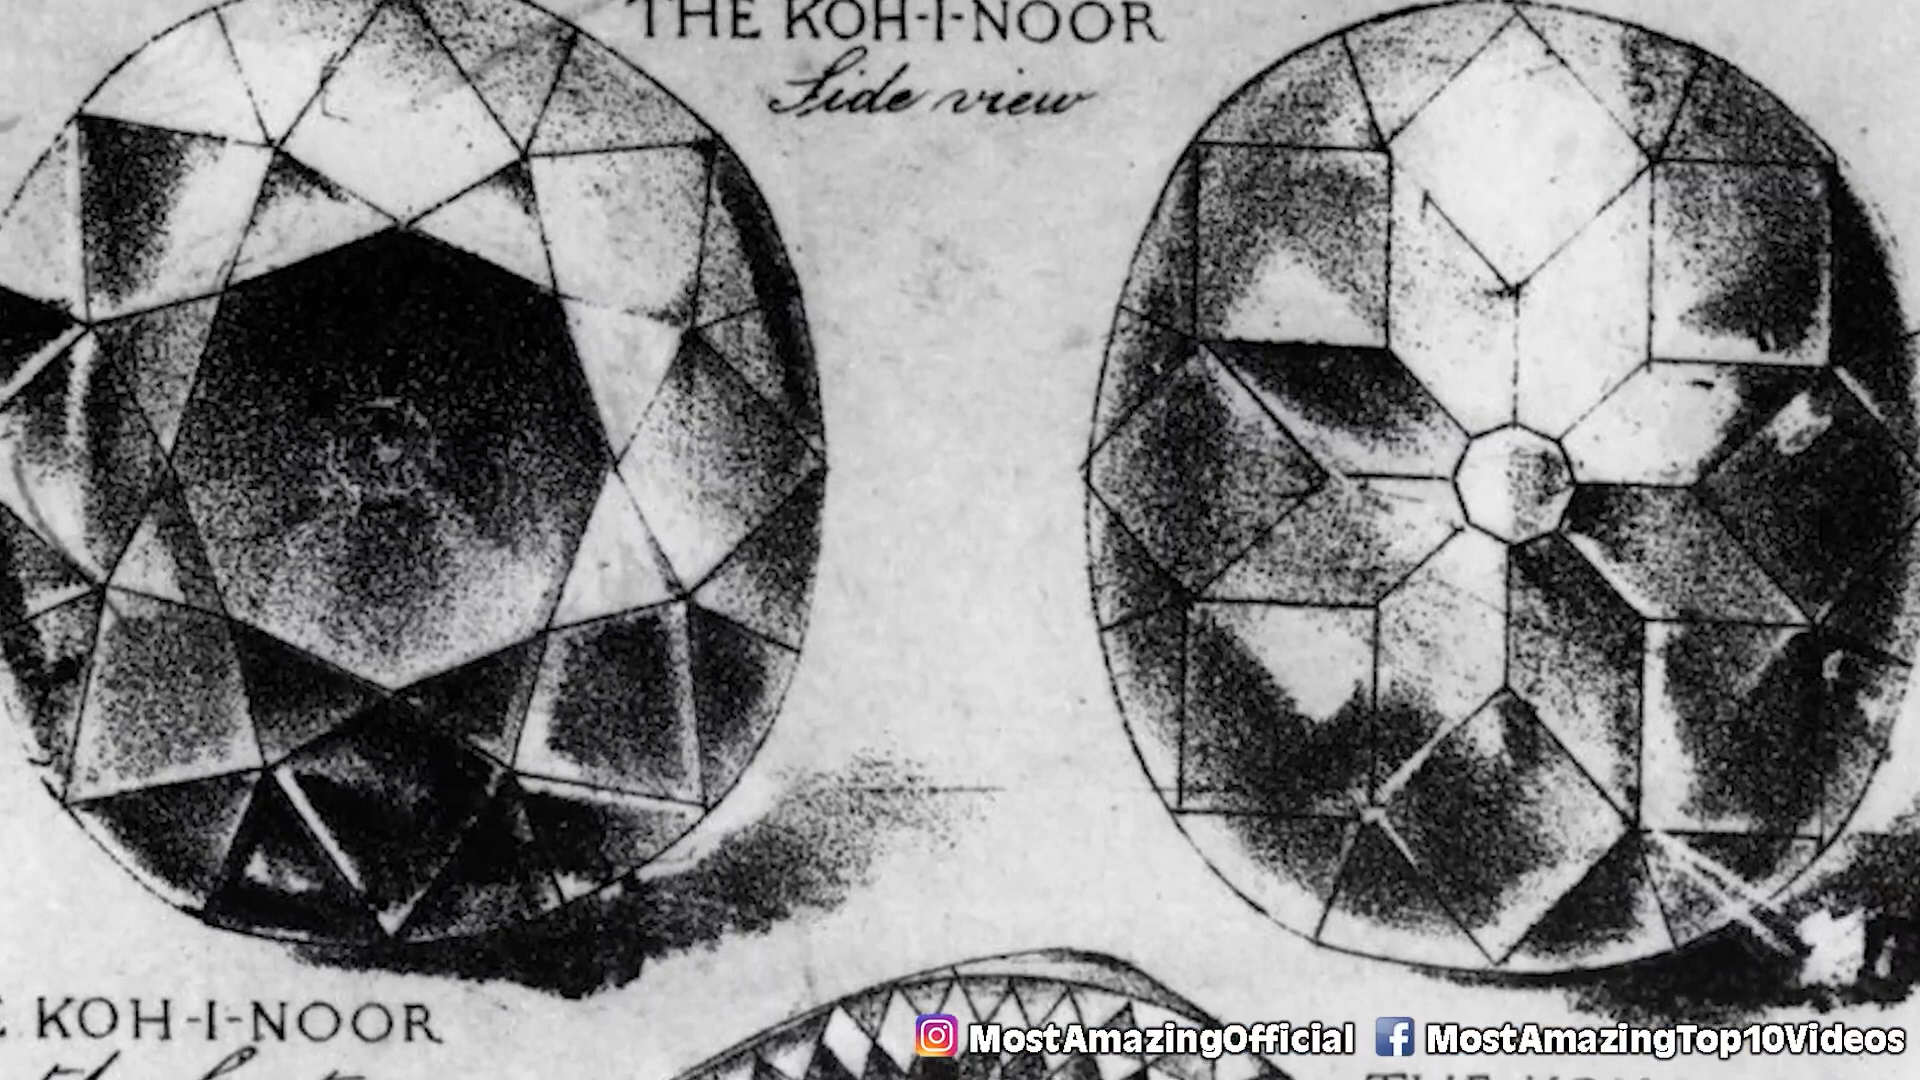 THE KOH-I-NOOR
Side view
KOH-I-NOOR
MostAmazingOfficial
MostAmazingTop10Videos